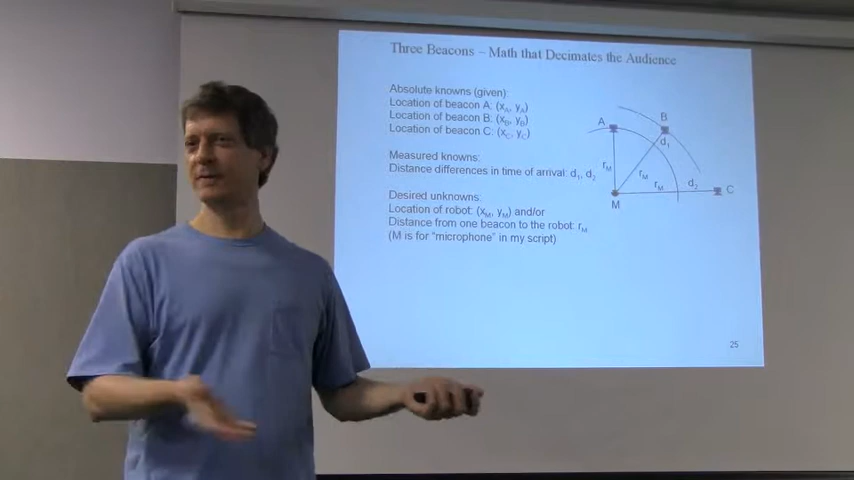 Three Beacons – Math that Decimates the Audience
Absolute knowns (given):
Location of beacon A: (xA, yA)
Location of beacon B: (xB, yB)
Location of beacon C: (xC, yC)
Measured knowns:
Distance differences in time of arrival: d1, d2
Desired unknowns:
Location of robot: (xM, yM) and/or
Distance from one beacon to the robot: rM
(M is for "microphone" in my script)
A
B
d1
rM
rM
rM
d2
C
M
25